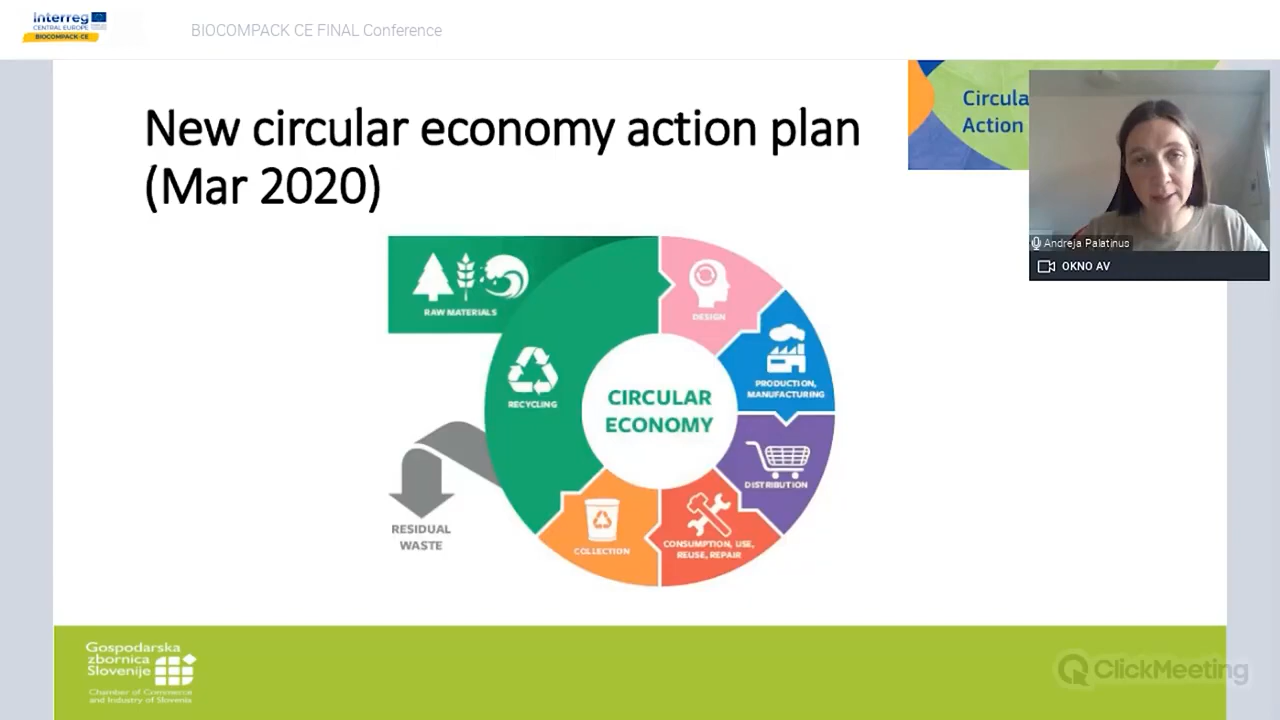 Interreg
CENTRAL EUROPE
BIOCOMPACK-CE
BIOCOMPACK CE FINAL Conference
New circular economy action plan
(Mar 2020)
Circula
Action
Andreja Palatinus
OKNO AV
RAW MATERIALS
DESIGN
RECYCLING
PRODUCTION,
MANUFACTURING
CIRCULAR
ECONOMY
DISTRIBUTION
RESIDUAL
WASTE
COLLECTION
CONSUMPTION, USE,
REUSE, REPAIR
Gospodarska
zbornica
Slovenije
Chamber of Commerce
and Industry of Slovenia
ClickMeeting